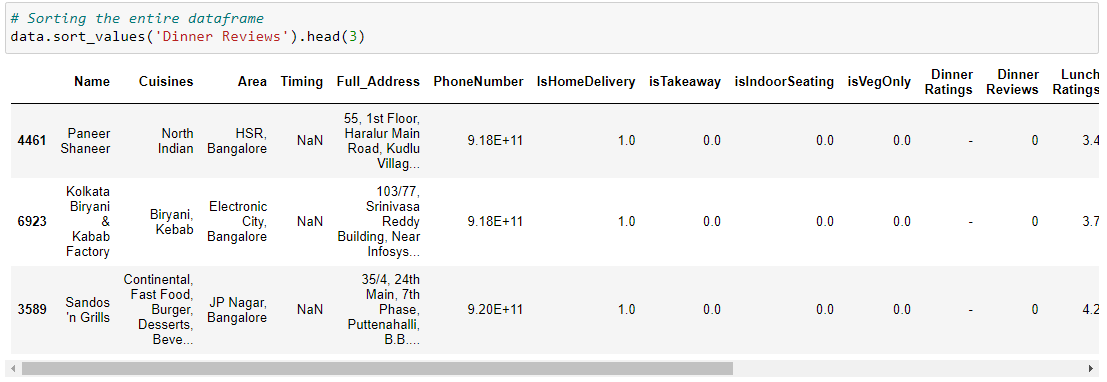 # Sorting the entire dataframe
data.sort_values('Dinner Reviews').head(3)
Name Cuisines Area Timing Full_Address PhoneNumber IsHomeDelivery isTakeaway isIndoorSeating isVegOnly Dinner Ratings Dinner Reviews Lunch Ratings
4461 Paneer Shaneer North Indian HSR, Bangalore NaN 55, 1st Floor, Haralur Main Road, Kudlu Villag... 9.18E+11 1.0 0.0 0.0 0.0 - 0 3.4
6923 Kolkata Biryani & Kabab Factory Biryani, Kebab Electronic City, Bangalore NaN 103/77, Srinivasa Reddy Building, Near Infosys... 9.18E+11 1.0 0.0 0.0 0.0 - 0 3.7
3589 Sandos 'n Grills Continental, Fast Food, Burger, Desserts, Beve... JP Nagar, Bangalore NaN 35/4, 24th Main, 7th Phase, Puttenahalli, B.B.... 9.20E+11 1.0 0.0 0.0 0.0 - 0 4.2